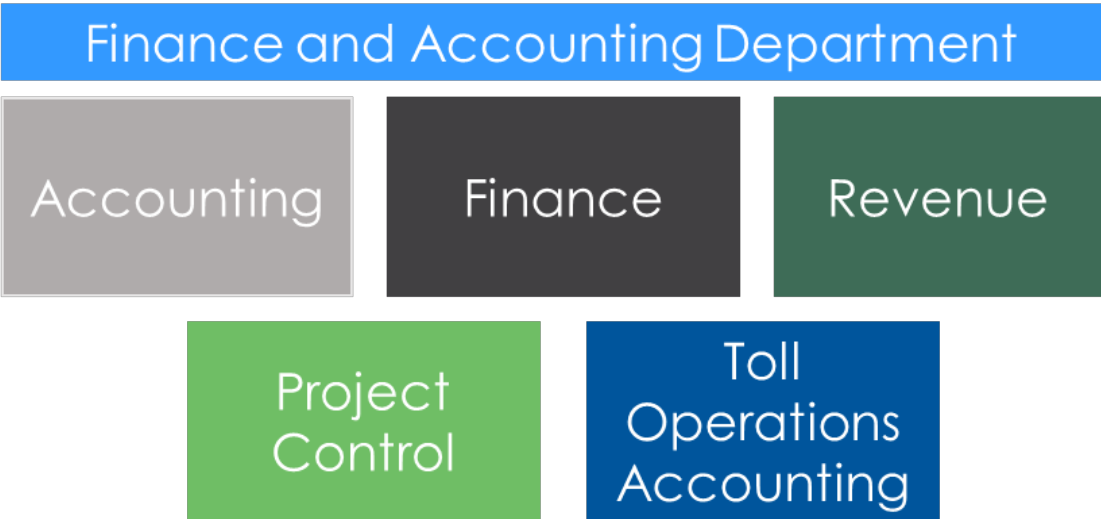 Finance and Accounting Department
Accounting
Finance
Revenue
Project
Control
Toll
Operations
Accounting